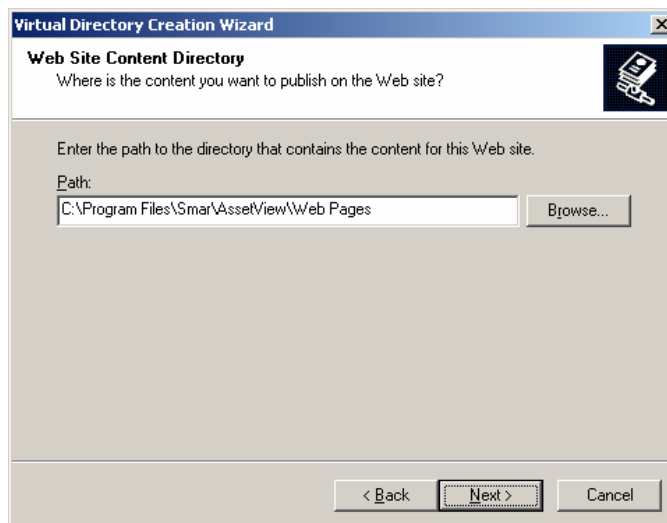 Virtual Directory Creation Wizard
Web Site Content Directory
Where is the content you want to publish on the Web site?
Enter the path to the directory that contains the content for this Web site.
Path:
C:\Program Files\Smar\AssetView\Web Pages
Browse...
< Back
Next >
Cancel